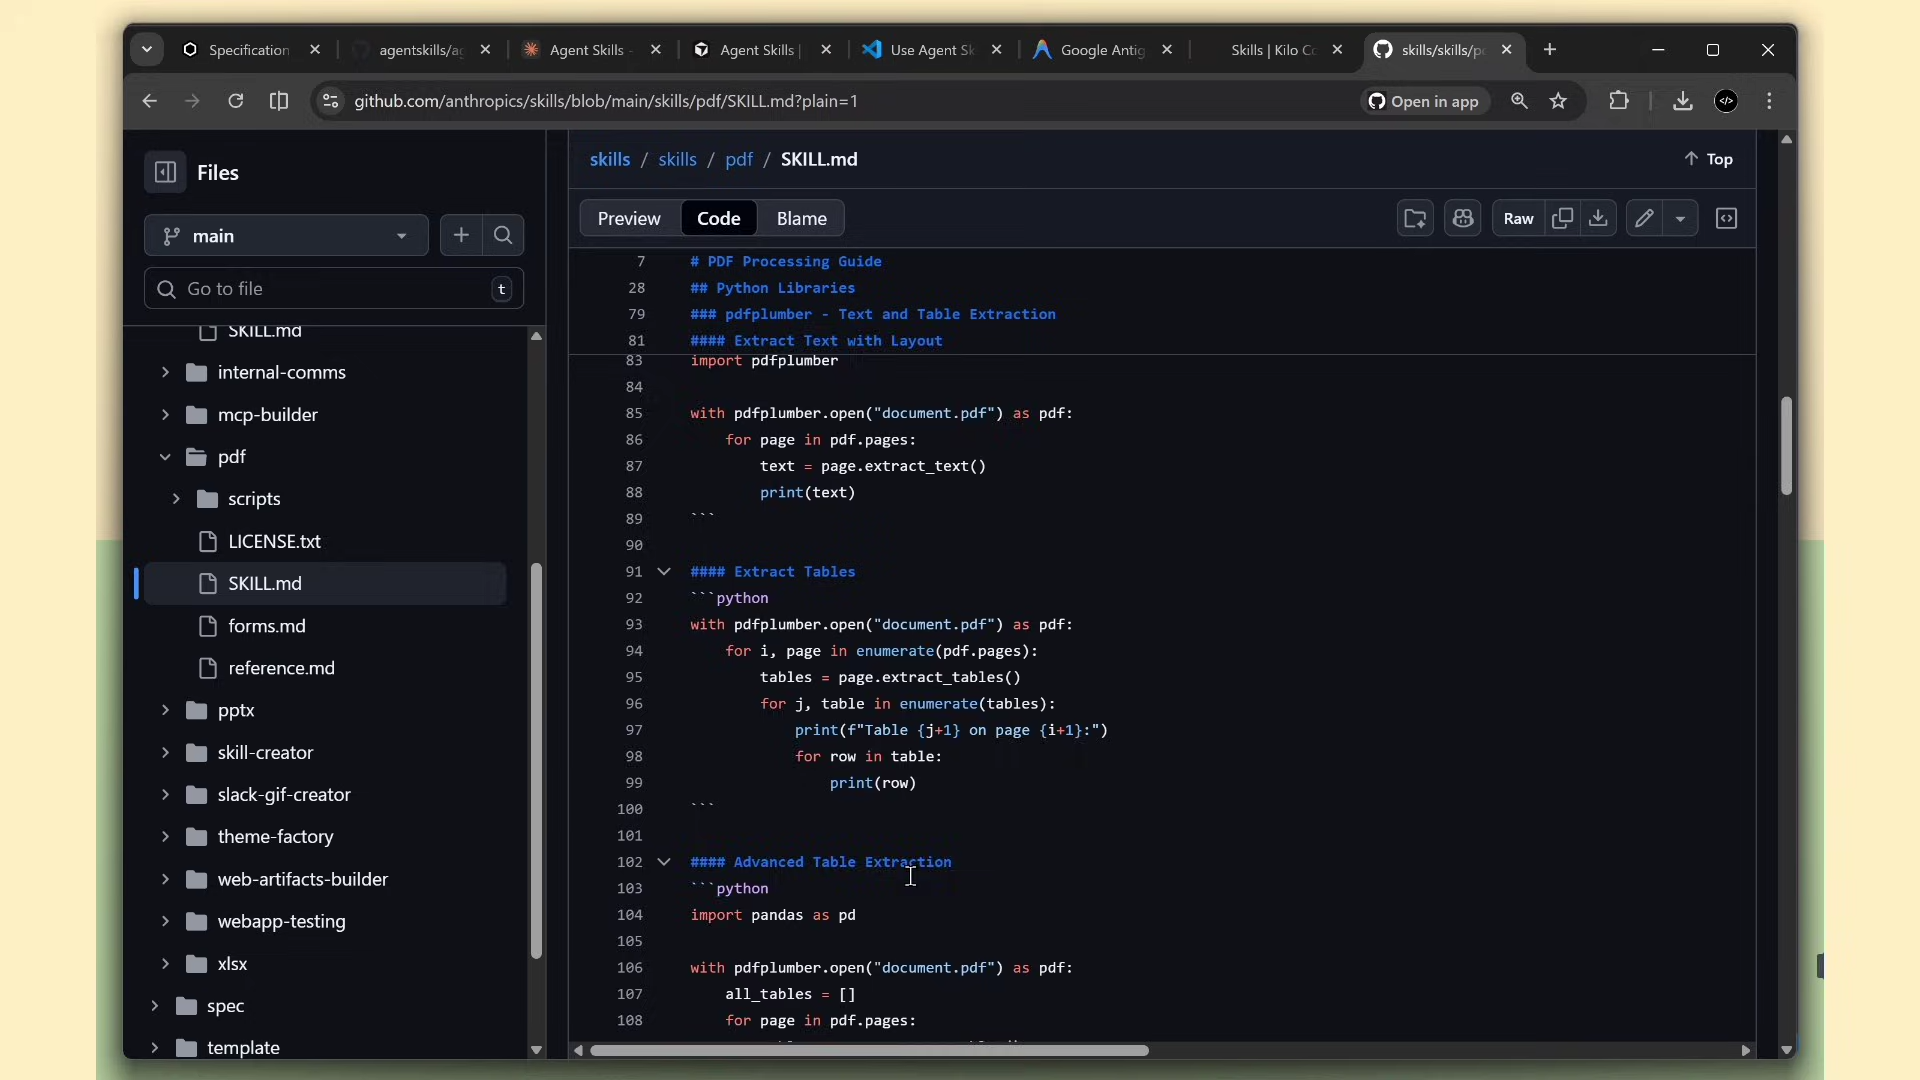 Specification
agentskills/ag
Agent Skills -
Agent Skills |
Use Agent Sk
Google Antig
Skills | Kilo Co
skills/skills/pd
github.com/anthropics/skills/blob/main/skills/pdf/SKILL.md?plain=1
Open in app
Files
main
Go to file
t
SKILL.md
internal-comms
mcp-builder
pdf
scripts
LICENSE.txt
SKILL.md
forms.md
reference.md
pptx
skill-creator
slack-gif-creator
theme-factory
web-artifacts-builder
webapp-testing
xlsx
spec
template
skills / skills / pdf / SKILL.md
Top
Preview
Code
Blame
Raw
7 # PDF Processing Guide
28 ## Python Libraries
79 ### pdfplumber - Text and Table Extraction
81 #### Extract Text with Layout
83 import pdfplumber
84
85 with pdfplumber.open("document.pdf") as pdf:
86     for page in pdf.pages:
87         text = page.extract_text()
88         print(text)
89 ```
90
91 #### Extract Tables
92 ```python
93 with pdfplumber.open("document.pdf") as pdf:
94     for i, page in enumerate(pdf.pages):
95         tables = page.extract_tables()
96         for j, table in enumerate(tables):
97             print(f"Table {j+1} on page {i+1}:")
98             for row in table:
99                 print(row)
100 ```
101
102 #### Advanced Table Extraction
103 ```python
104 import pandas as pd
105
106 with pdfplumber.open("document.pdf") as pdf:
107     all_tables = []
108     for page in pdf.pages: